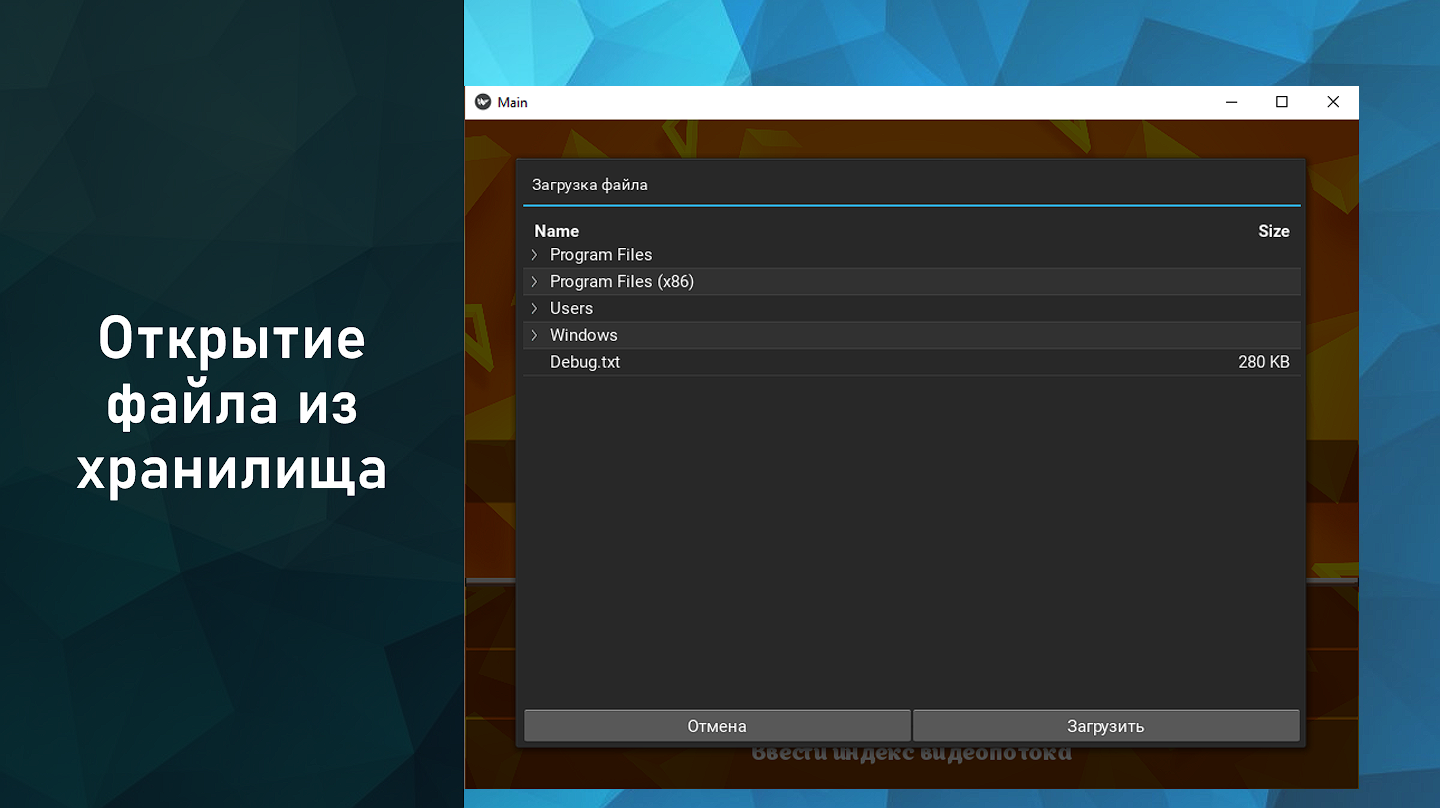 Открытие
файла из
хранилища
Main
Загрузка файла
Name Size
Program Files
Program Files (x86)
Users
Windows
Debug.txt 280 KB
Отмена Загрузить
Ввести индекс видеопотока